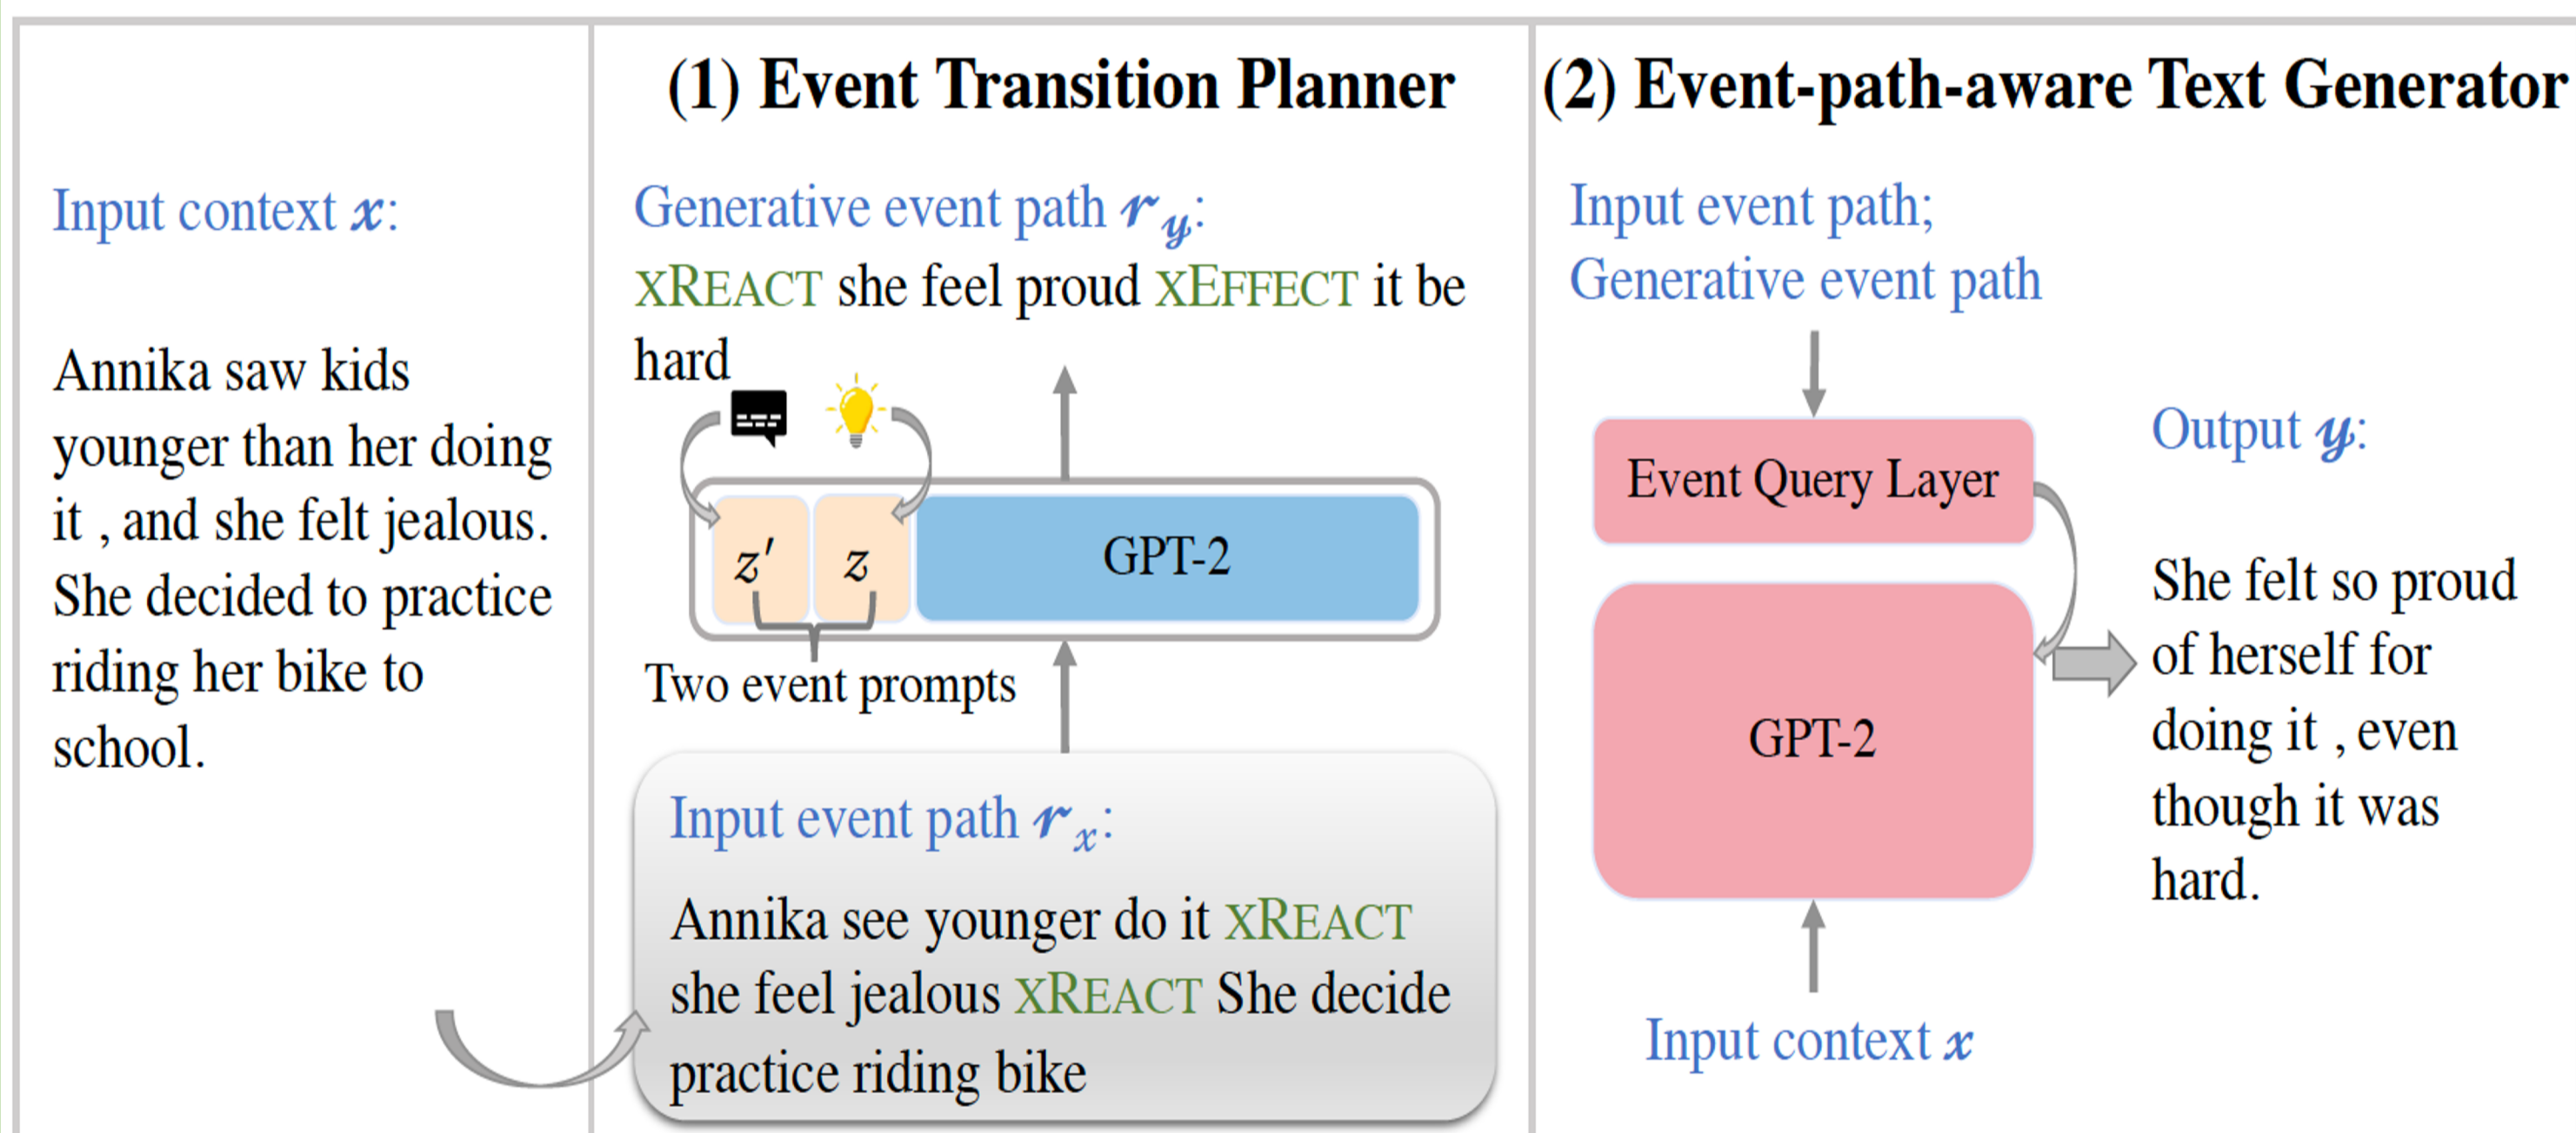 Input context x:
Annika saw kids
younger than her doing
it , and she felt jealous.
She decided to practice
riding her bike to
school.
(1) Event Transition Planner
Generative event path r_y:
XREACT she feel proud XEFFECT it be
hard
z′ z GPT-2
Two event prompts
Input event path r_x:
Annika see younger do it XREACT
she feel jealous XREACT She decide
practice riding bike
(2) Event-path-aware Text Generator
Input event path;
Generative event path
Event Query Layer
GPT-2
Input context x
Output y:
She felt so proud
of herself for
doing it , even
though it was
hard.